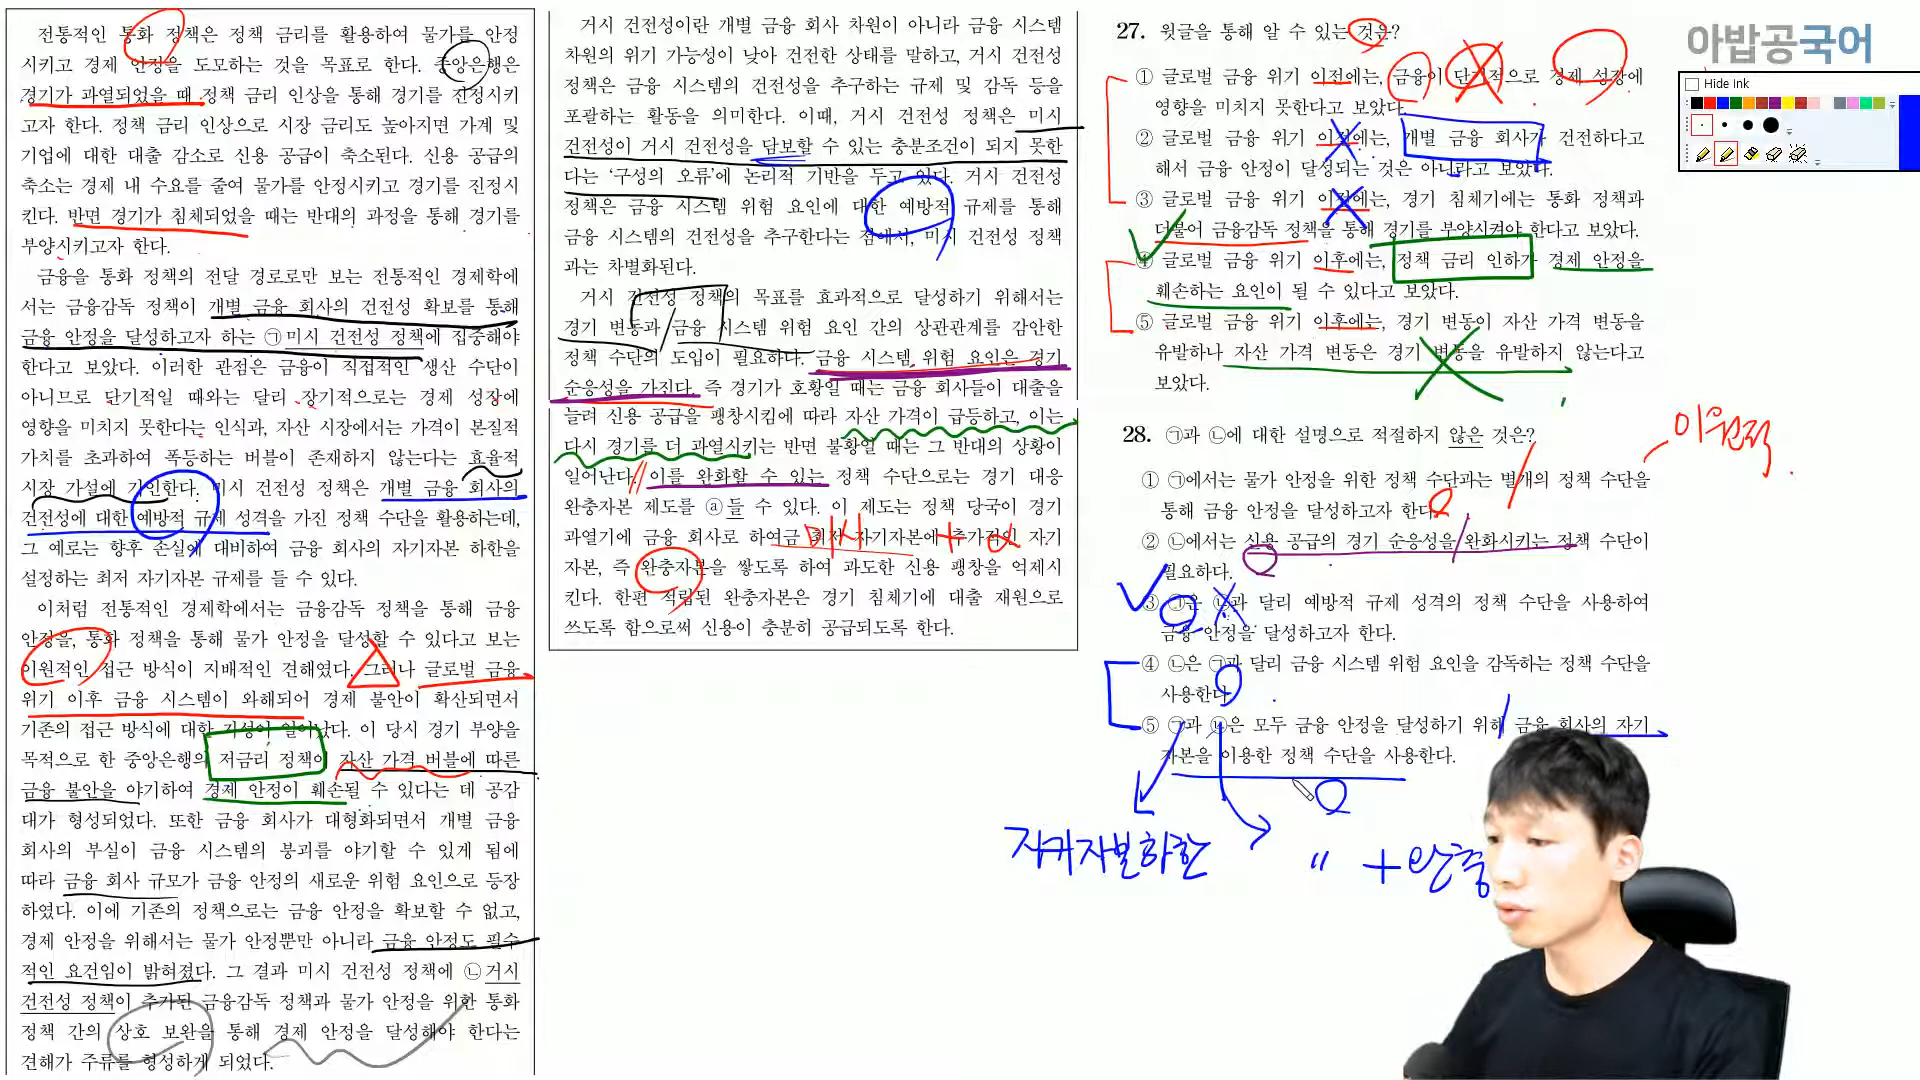 전통적인 통화 정책은 정책 금리를 활용하여 물가를 안정
시키고 경제 안정을 도모하는 것을 목표로 한다. 중앙은행은
경기가 과열되었을 때 정책 금리 인상을 통해 경기를 진정시키
고자 한다. 정책 금리 인상으로 시장 금리도 높아지면 가계 및
기업에 대한 대출 감소로 신용 공급이 축소된다. 신용 공급의
축소는 경제 내 수요를 줄여 물가를 안정시키고 경기를 진정시
킨다. 반면 경기가 침체되었을 때는 반대의 과정을 통해 경기를
부양시키고자 한다.
금융을 통화 정책의 전달 경로로만 보는 전통적인 경제학에
서는 금융감독 정책이 개별 금융 회사의 건전성 확보를 통해
금융 안정을 달성하고자 하는 ㉠미시 건전성 정책에 집중해야
한다고 보았다. 이러한 관점은 금융이 직접적인 생산 수단이
아니므로 단기적일 때와는 달리 장기적으로는 경제 성장에
영향을 미치지 못한다는 인식과, 자산 시장에서는 가격이 본질적
가치를 초과하여 폭등하는 버블이 존재하지 않는다는 효율적
시장 가설에 기인한다. 미시 건전성 정책은 개별 금융 회사의
건전성에 대한 예방적 규제 성격을 가진 정책 수단을 활용하는데,
그 예로는 향후 손실에 대비하여 금융 회사의 자기자본 하한을
설정하는 최저 자기자본 규제를 들 수 있다.
이처럼 전통적인 경제학에서는 금융감독 정책을 통해 금융
안정을, 통화 정책을 통해 물가 안정을 달성할 수 있다고 보는
이원적인 접근 방식이 지배적인 견해였다. 그러나 글로벌 금융
위기 이후 금융 시스템이 와해되어 경제 불안이 확산되면서
기존의 접근 방식에 대한 자성이 일어났다. 이 당시 경기 부양을
목적으로 한 중앙은행의 저금리 정책이 자산 가격 버블에 따른
금융 불안을 야기하여 경제 안정이 훼손될 수 있다는 데 공감
대가 형성되었다. 또한 금융 회사가 대형화되면서 개별 금융
회사의 부실이 금융 시스템의 붕괴를 야기할 수 있게 됨에
따라 금융 회사 규모가 금융 안정의 새로운 위험 요인으로 등장
하였다. 이에 기존의 정책으로는 금융 안정을 확보할 수 없고,
경제 안정을 위해서는 물가 안정뿐만 아니라 금융 안정도 필수
적인 요건임이 밝혀졌다. 그 결과 미시 건전성 정책에 ㉡거시
건전성 정책이 추가된 금융감독 정책과 물가 안정을 위한 통화
정책 간의 상호 보완을 통해 경제 안정을 달성해야 한다는
견해가 주류를 형성하게 되었다.
거시 건전성이란 개별 금융 회사 차원이 아니라 금융 시스템
차원의 위기 가능성이 낮아 건전한 상태를 말하고, 거시 건전성
정책은 금융 시스템의 건전성을 추구하는 규제 및 감독 등을
포괄하는 활동을 의미한다. 이때, 거시 건전성 정책은 미시
건전성이 거시 건전성을 담보할 수 있는 충분조건이 되지 못한
다는 '구성의 오류'에 논리적 기반을 두고 있다. 거시 건전성
정책은 금융 시스템 위험 요인에 대한 예방적 규제를 통해
금융 시스템의 건전성을 추구한다는 점에서, 미시 건전성 정책
과는 차별화된다.
거시 건전성 정책의 목표를 효과적으로 달성하기 위해서는
경기 변동과 금융 시스템 위험 요인 간의 상관관계를 감안한
정책 수단의 도입이 필요하다. 금융 시스템 위험 요인은 경기
순응성을 가진다. 즉 경기가 호황일 때는 금융 회사들이 대출을
늘려 신용 공급을 팽창시킴에 따라 자산 가격이 급등하고, 이는
다시 경기를 더 과열시키는 반면 불황일 때는 그 반대의 상황이
일어난다. 이를 완화할 수 있는 정책 수단으로는 경기 대응
완충자본 제도를 ⓐ들 수 있다. 이 제도는 정책 당국이 경기
과열기에 금융 회사로 하여금 최저 자기자본에 추가적인 자기
미시 + α
자본, 즉 완충자본을 쌓도록 하여 과도한 신용 팽창을 억제시
킨다. 한편 적립된 완충자본은 경기 침체기에 대출 재원으로
쓰도록 함으로써 신용이 충분히 공급되도록 한다.
27. 윗글을 통해 알 수 있는 것은?
① 글로벌 금융 위기 이전에는, 금융이 단기적으로 경제 성장에
영향을 미치지 못한다고 보았다.
② 글로벌 금융 위기 이전에는, 개별 금융 회사가 건전하다고
해서 금융 안정이 달성되는 것은 아니라고 보았다.
③ 글로벌 금융 위기 이전에는, 경기 침체기에는 통화 정책과
더불어 금융감독 정책을 통해 경기를 부양시켜야 한다고 보았다.
④ 글로벌 금융 위기 이후에는, 정책 금리 인하가 경제 안정을
훼손하는 요인이 될 수 있다고 보았다.
⑤ 글로벌 금융 위기 이후에는, 경기 변동이 자산 가격 변동을
유발하나 자산 가격 변동은 경기 변동을 유발하지 않는다고
보았다.
이원적
28. ㉠과 ㉡에 대한 설명으로 적절하지 않은 것은?
① ㉠에서는 물가 안정을 위한 정책 수단과는 별개의 정책 수단을
통해 금융 안정을 달성하고자 한다.
② ㉡에서는 신용 공급의 경기 순응성을 완화시키는 정책 수단이
필요하다.
③ ㉠은 ㉡과 달리 예방적 규제 성격의 정책 수단을 사용하여
금융 안정을 달성하고자 한다.
④ ㉡은 ㉠과 달리 금융 시스템 위험 요인을 감독하는 정책 수단을
사용한다.
⑤ ㉠과 ㉡은 모두 금융 안정을 달성하기 위해 금융 회사의 자기
자본을 이용한 정책 수단을 사용한다.
자기자본하한
〃 + 완충
아밥공국어
Hide Ink